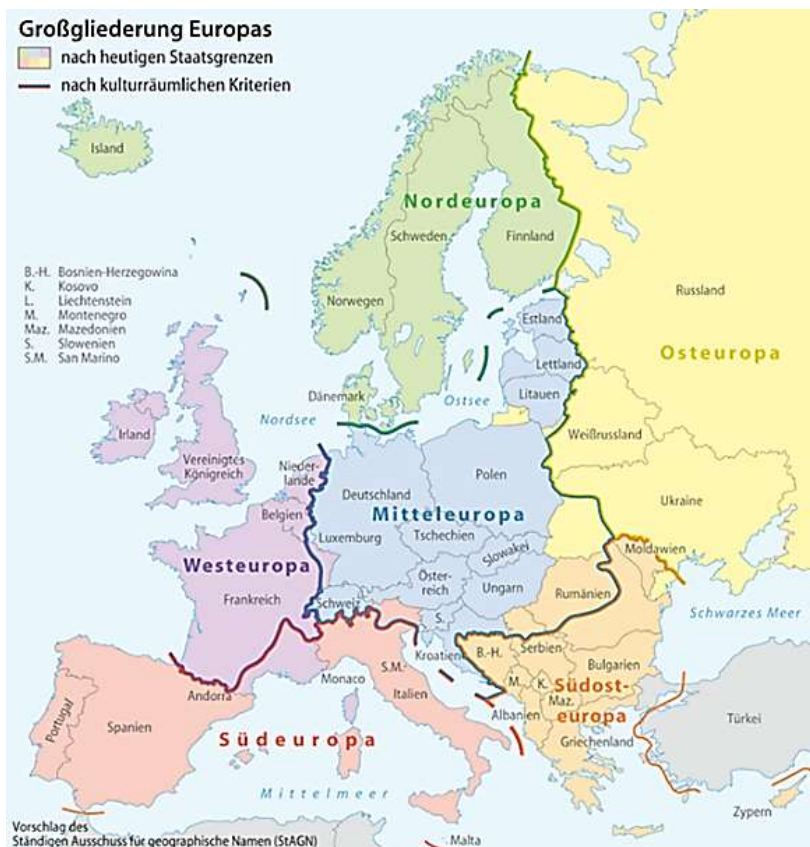 Großgliederung Europas
nach heutigen Staatsgrenzen
nach kulturräumlichen Kriterien
Island
Nordeuropa
Schweden
Finnland
Norwegen
B.-H. Bosnien-Herzegowina
K. Kosovo
L. Liechtenstein
M. Montenegro
Maz. Mazedonien
S. Slowenien
S.M. San Marino
Russland
Estland
Osteuropa
Lettland
Litauen
Dänemark
Ostsee
Nordsee
Irland
Vereinigtes
Königreich
Weißrussland
Nieder-
lande
Polen
Deutschland
Belgien
Ukraine
Mitteleuropa
Luxemburg
Tschechien
Slowakei
Moldawien
Westeuropa
Öster-
reich
Ungarn
Frankreich
Schweiz
Rumänien
Schwarzes Meer
S.
Kroatien
B.-H.
Serbien
S.M.
Bulgarien
Monaco
Italien
M.
K.
Maz.
Südost-
europa
Andorra
Portugal
Spanien
Albanien
Türkei
Südeuropa
Griechenland
Mittelmeer
Zypern
Malta
Vorschlag des
Ständigen Ausschuss für geographische Namen (StAGN)